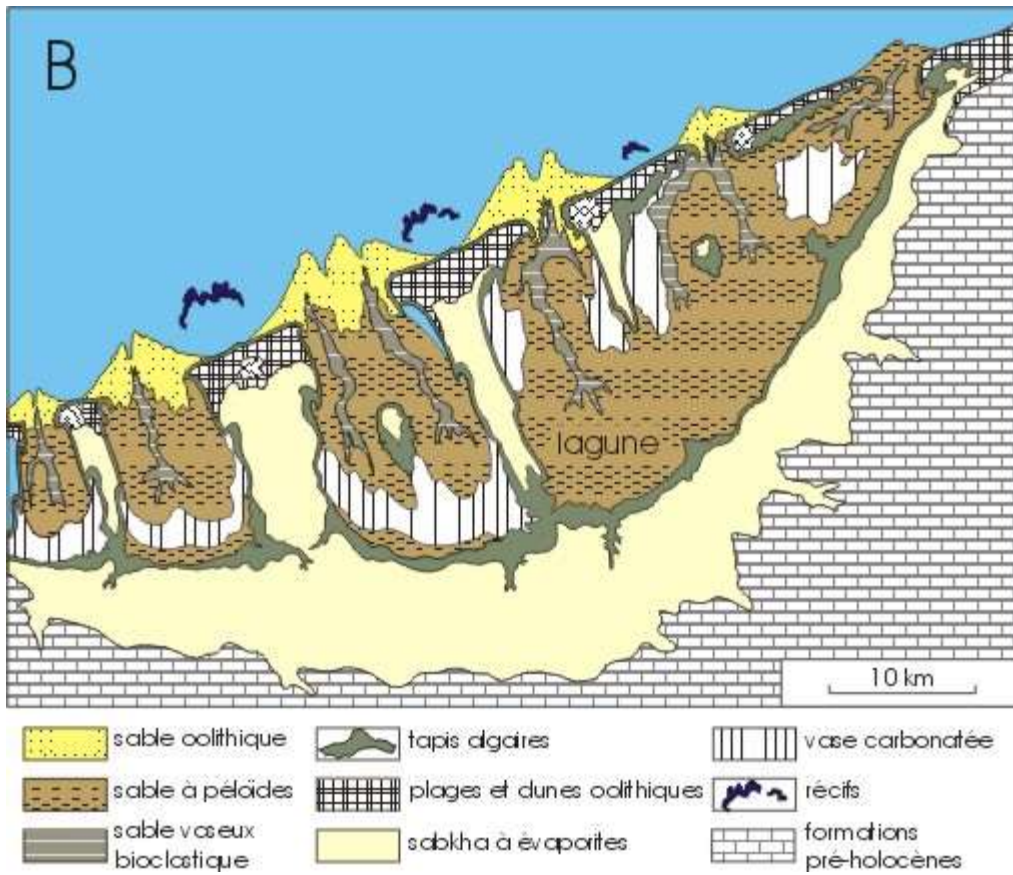 B
lagune
10 km
sable oolithique
tapis algaires
vase carbonatée
sable à péloïdes
plages et dunes oolithiques
récifs
sable vaseux
bioclastique
sabkha à évaporites
formations
pré-holocènes